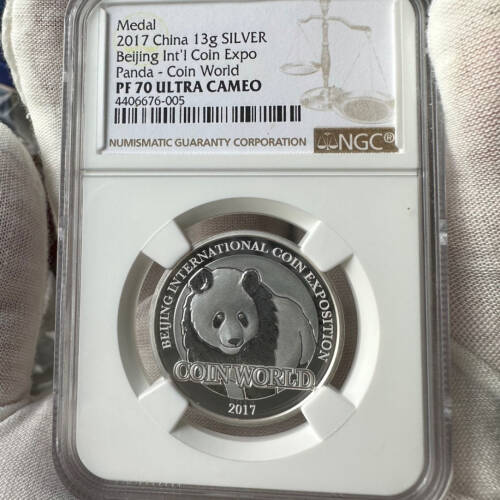 Medal
2017 China 13g SILVER
Beijing Int'l Coin Expo
Panda - Coin World
PF 70 ULTRA CAMEO
4406676-005
NUMISMATIC GUARANTY CORPORATION
NGC
BEIJING INTERNATIONAL COIN EXPOSITION
COIN WORLD
2017